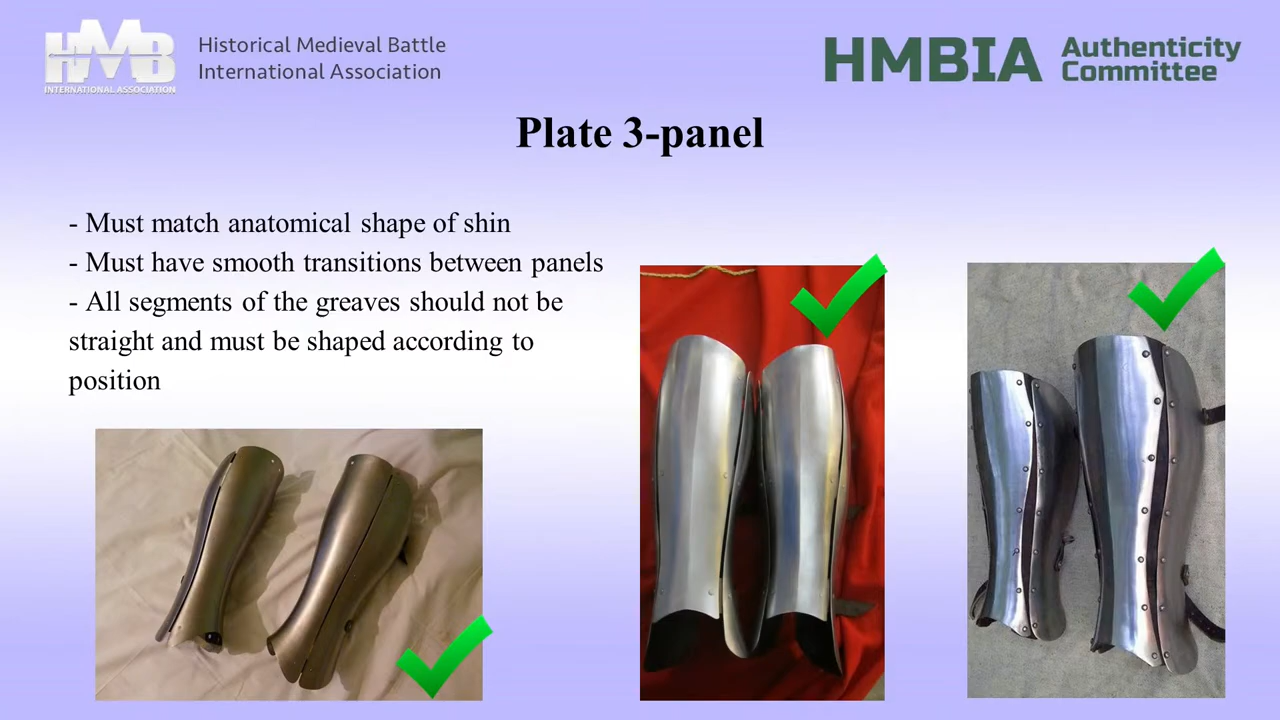 HMB
INTERNATIONAL ASSOCIATION
Historical Medieval Battle
International Association
HMBIA
Authenticity
Committee
Plate 3-panel
- Must match anatomical shape of shin
- Must have smooth transitions between panels
- All segments of the greaves should not be
straight and must be shaped according to
position